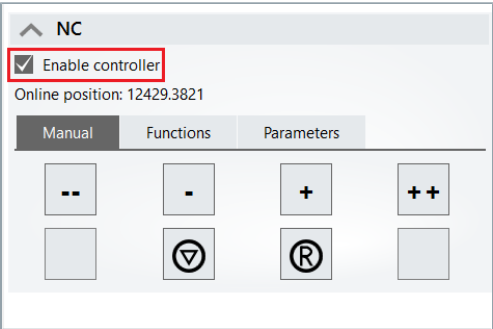 NC
Enable controller
Online position: 12429.3821
Manual Functions Parameters
-- - + ++
R